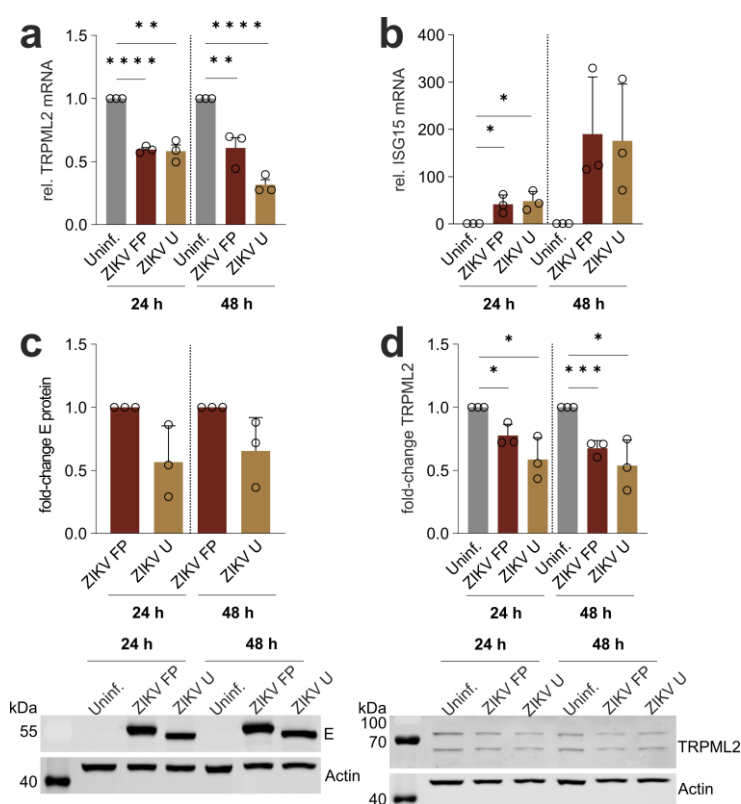 a
b
rel. TRPML2 mRNA
1.5
1.0
0.5
0.0
** ****
**** **
Uninf.
ZIKV FP
ZIKV U
Uninf.
ZIKV FP
ZIKV U
24 h
48 h
rel. ISG15 mRNA
400
300
200
100
0
*
*
Uninf.
ZIKV FP
ZIKV U
Uninf.
ZIKV FP
ZIKV U
24 h
48 h
c
d
fold-change E protein
1.5
1.0
0.5
0.0
ZIKV FP
ZIKV U
ZIKV FP
ZIKV U
24 h
48 h
fold-change TRPML2
1.5
1.0
0.5
0.0
* *
* ***
Uninf.
ZIKV FP
ZIKV U
Uninf.
ZIKV FP
ZIKV U
24 h
48 h
24 h
48 h
kDa
Uninf.
ZIKV FP
ZIKV U
Uninf.
ZIKV FP
ZIKV U
55
E
40
Actin
24 h
48 h
kDa
Uninf.
ZIKV FP
ZIKV U
Uninf.
ZIKV FP
ZIKV U
100
70
TRPML2
40
Actin